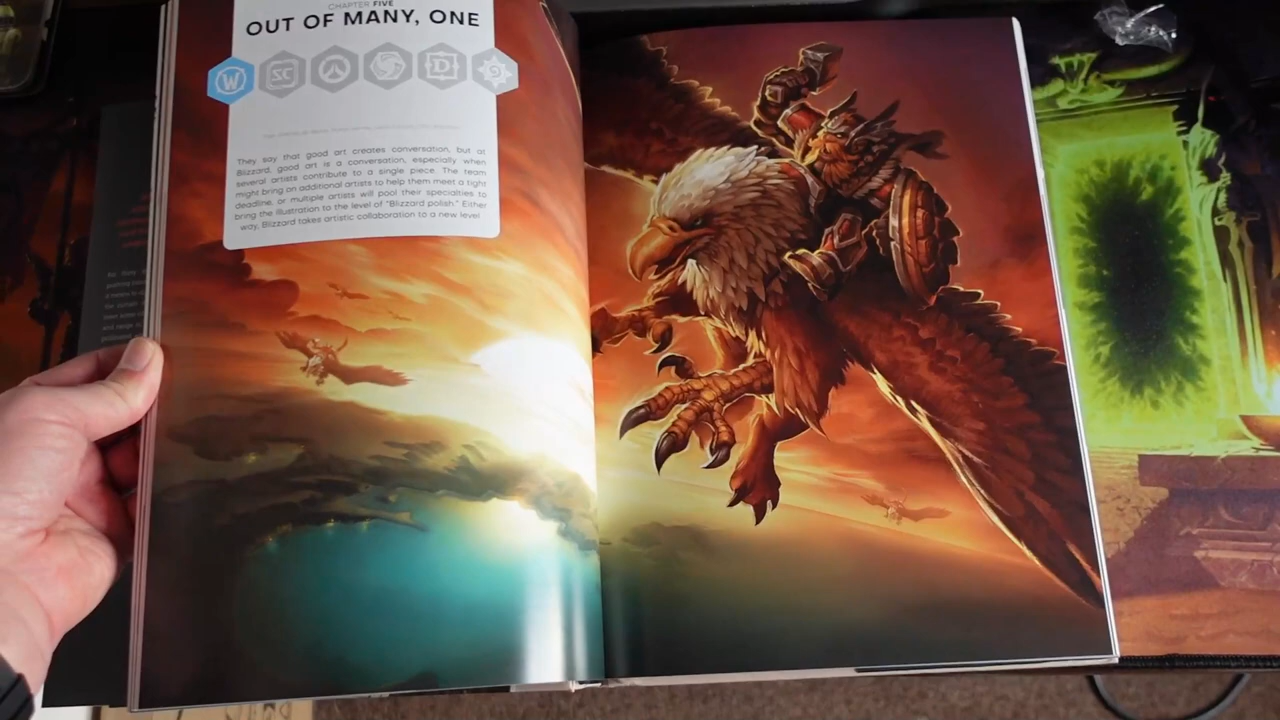 CHAPTER FIVE
OUT OF MANY, ONE
W SC D
They say that good art creates conversation, but at
Blizzard, good art is a conversation, especially when
several artists contribute to a single piece. The team
might bring on additional artists to help them meet a tight
deadline, or multiple artists will pool their specialties to
bring the illustration to the level of "Blizzard polish." Either
way, Blizzard takes artistic collaboration to a new level.